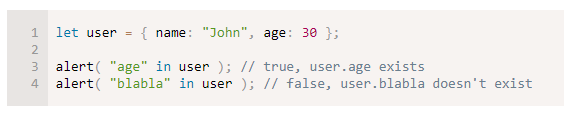 1 let user = { name: "John", age: 30 };
2
3 alert( "age" in user ); // true, user.age exists
4 alert( "blabla" in user ); // false, user.blabla doesn't exist